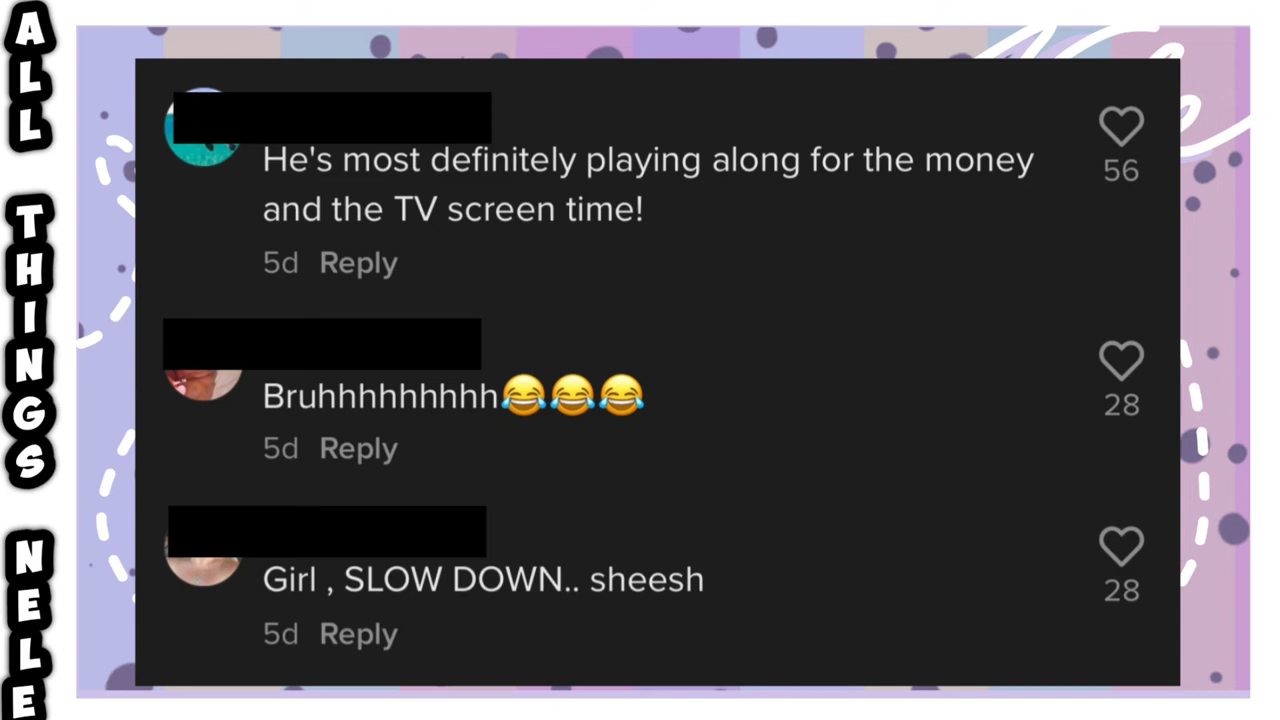 ALL THINGS NELE
He's most definitely playing along for the money
and the TV screen time!
56
5d Reply
Bruhhhhhhhhh😂😂😂
28
5d Reply
Girl , SLOW DOWN.. sheesh
28
5d Reply